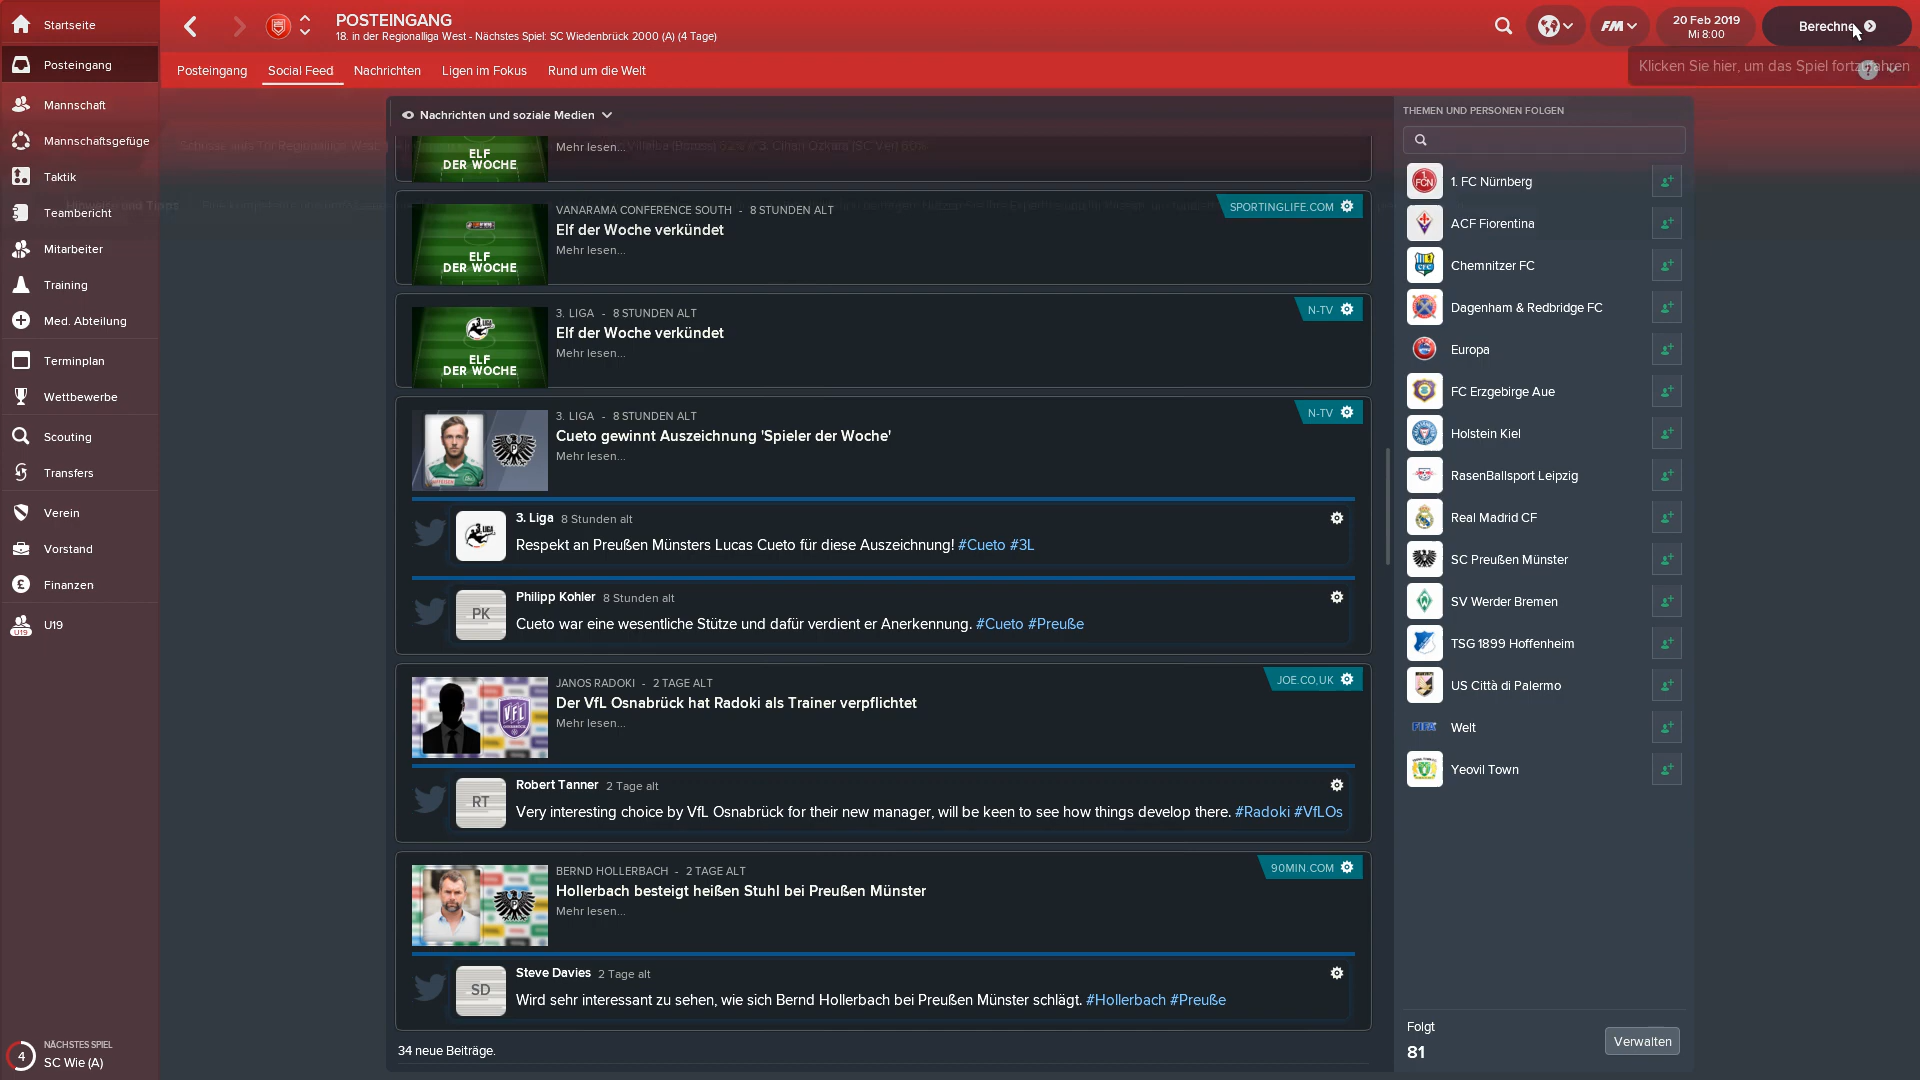 Startseite
Posteingang
Mannschaft
Mannschaftsgefüge
Taktik
Teambericht
Mitarbeiter
Training
Med. Abteilung
Terminplan
Wettbewerbe
Scouting
Transfers
Verein
Vorstand
Finanzen
U19
U19
4
NÄCHSTES SPIEL
SC Wie (A)
POSTEINGANG
18. in der Regionalliga West - Nächstes Spiel: SC Wiedenbrück 2000 (A) (4 Tage)
FM
20 Feb 2019
Mi 8:00
Klicken Sie hier, um das Spiel fortzufahren
Posteingang
Social Feed
Nachrichten
Ligen im Fokus
Rund um die Welt
Nachrichten und soziale Medien
ELF
DER WOCHE
Mehr lesen...
ELF
DER WOCHE
VANARAMA CONFERENCE SOUTH - 8 STUNDEN ALT
Elf der Woche verkündet
Mehr lesen...
SPORTINGLIFE.COM
3. LIGA
ELF
DER WOCHE
3. LIGA - 8 STUNDEN ALT
Elf der Woche verkündet
Mehr lesen...
N-TV
3. LIGA - 8 STUNDEN ALT
Cueto gewinnt Auszeichnung 'Spieler der Woche'
Mehr lesen...
N-TV
3. Liga 8 Stunden alt
Respekt an Preußen Münsters Lucas Cueto für diese Auszeichnung! #Cueto #3L
PK
Philipp Kohler 8 Stunden alt
Cueto war eine wesentliche Stütze und dafür verdient er Anerkennung. #Cueto #Preuße
VFL
JANOS RADOKI - 2 TAGE ALT
Der VfL Osnabrück hat Radoki als Trainer verpflichtet
Mehr lesen...
JOE.CO,UK
RT
Robert Tanner 2 Tage alt
Very interesting choice by VfL Osnabrück for their new manager, will be keen to see how things develop there. #Radoki #VfLOs
BERND HOLLERBACH - 2 TAGE ALT
Hollerbach besteigt heißen Stuhl bei Preußen Münster
Mehr lesen...
90MIN.COM
SD
Steve Davies 2 Tage alt
Wird sehr interessant zu sehen, wie sich Bernd Hollerbach bei Preußen Münster schlägt. #Hollerbach #Preuße
34 neue Beiträge.
THEMEN UND PERSONEN FOLGEN
1. FC Nürnberg
ACF Fiorentina
Chemnitzer FC
Dagenham & Redbridge FC
Europa
FC Erzgebirge Aue
Holstein Kiel
RasenBallsport Leipzig
Real Madrid CF
SC Preußen Münster
SV Werder Bremen
TSG 1899 Hoffenheim
US Città di Palermo
FIFA
Welt
Yeovil Town
Folgt
81
Verwalten